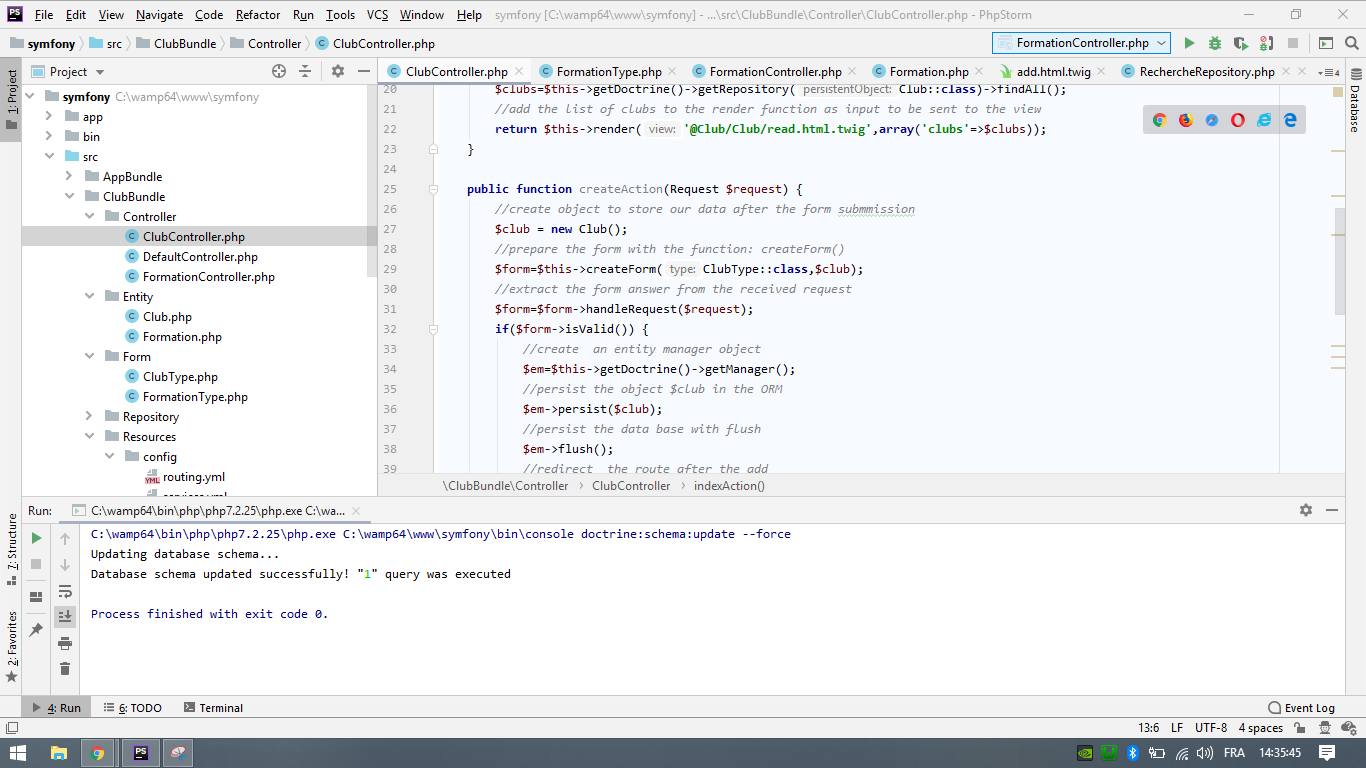 PS File Edit View Navigate Code Refactor Run Tools VCS Window Help symfony [C:\wamp64\www\symfony] - ...\src\ClubBundle\Controller\ClubController.php - PhpStorm
symfony src ClubBundle Controller ClubController.php FormationController.php
1: Project
Project
ClubController.php FormationType.php FormationController.php Formation.php add.html.twig RechercheRepository.php
4
Database
symfony C:\wamp64\www\symfony
app
bin
src
AppBundle
ClubBundle
Controller
ClubController.php
DefaultController.php
FormationController.php
Entity
Club.php
Formation.php
Form
ClubType.php
FormationType.php
Repository
Resources
config
routing.yml
services.yml
20 $clubs=$this->getDoctrine()->getRepository( persistentObject: Club::class)->findAll();
21 //add the list of clubs to the render function as input to be sent to the view
22 return $this->render( view: '@Club/Club/read.html.twig',array('clubs'=>$clubs));
23 }
24
25 public function createAction(Request $request) {
26 //create object to store our data after the form submmission
27 $club = new Club();
28 //prepare the form with the function: createForm()
29 $form=$this->createForm( type: ClubType::class,$club);
30 //extract the form answer from the received request
31 $form=$form->handleRequest($request);
32 if($form->isValid()) {
33 //create  an entity manager object
34 $em=$this->getDoctrine()->getManager();
35 //persist the object $club in the ORM
36 $em->persist($club);
37 //persist the data base with flush
38 $em->flush();
39 //redirect  the route after the add
\ClubBundle\Controller ClubController indexAction()
Run: C:\wamp64\bin\php\php7.2.25\php.exe C:\wa...
C:\wamp64\bin\php\php7.2.25\php.exe C:\wamp64\www\symfony\bin\console doctrine:schema:update --force
Updating database schema...
Database schema updated successfully! "1" query was executed
Process finished with exit code 0.
7: Structure
2: Favorites
4: Run 6: TODO Terminal Event Log
13:6 LF UTF-8 4 spaces
PS FRA 14:35:45